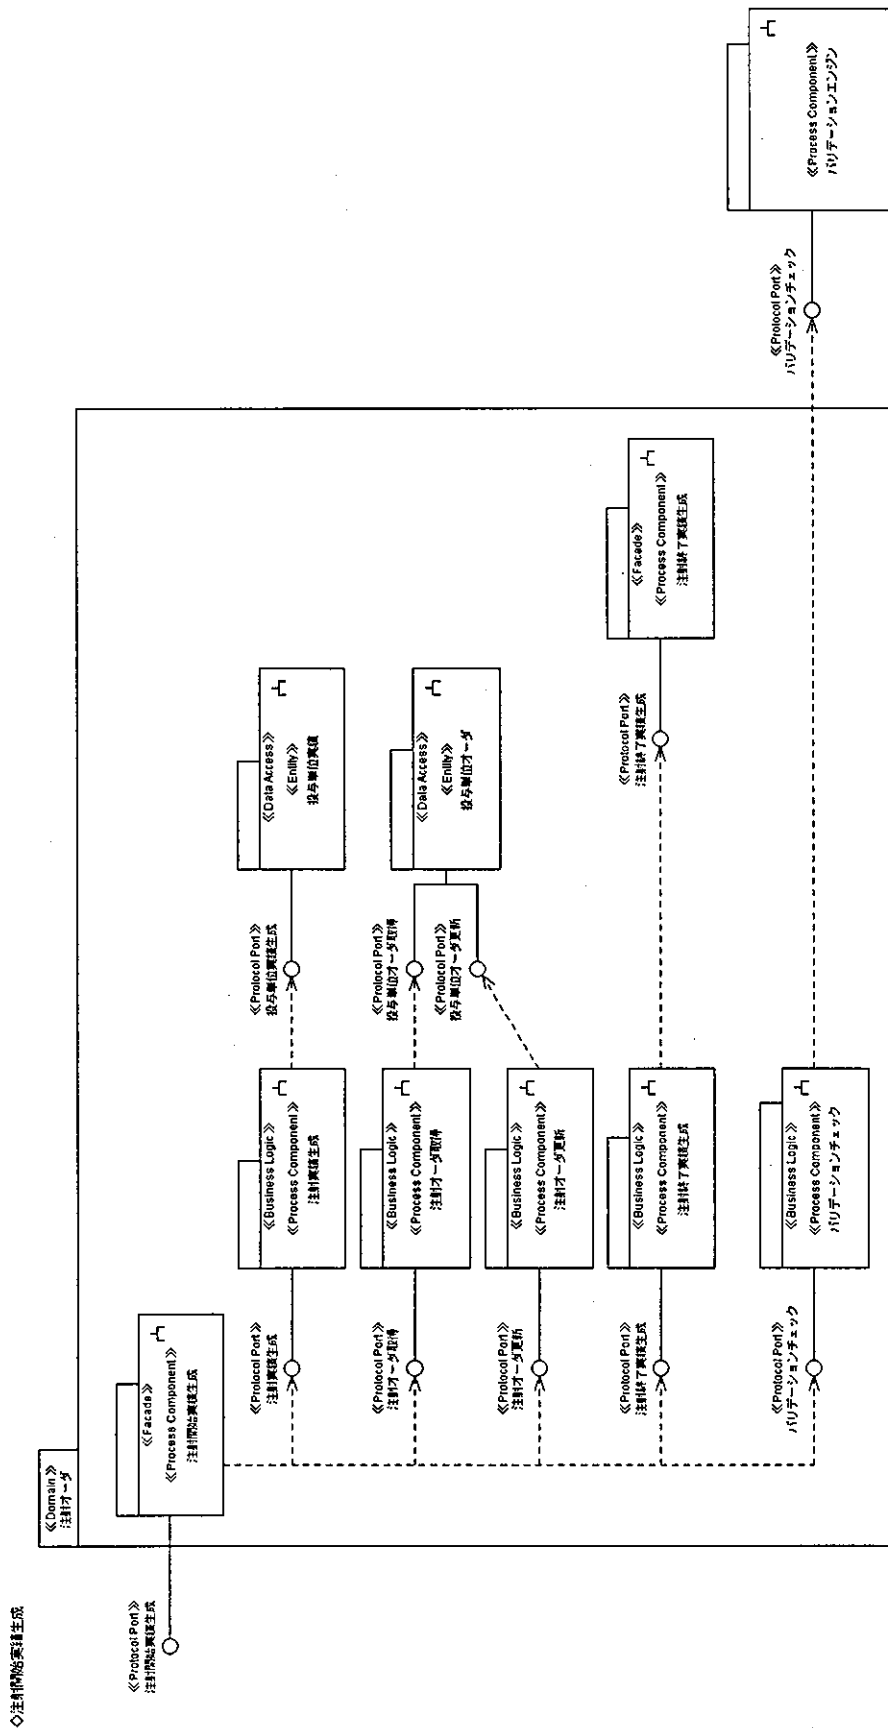 ◇注射開始実績生成
≪Protocol Port≫
注射開始実績生成
≪Domain≫
注射オーダ
≪Facade≫
≪Process Component≫
注射開始実績生成
≪Protocol Port≫
注射実績生成
≪Business Logic≫
≪Process Component≫
注射実績生成
≪Protocol Port≫
投与単位実績生成
≪Data Access≫
≪Entity≫
投与単位実績
≪Protocol Port≫
注射オーダ取得
≪Business Logic≫
≪Process Component≫
注射オーダ取得
≪Protocol Port≫
投与単位オーダ取得
≪Protocol Port≫
投与単位オーダ更新
≪Data Access≫
≪Entity≫
投与単位オーダ
≪Protocol Port≫
注射オーダ更新
≪Business Logic≫
≪Process Component≫
注射オーダ更新
≪Protocol Port≫
注射終了実績生成
≪Business Logic≫
≪Process Component≫
注射終了実績生成
≪Protocol Port≫
注射終了実績生成
≪Facade≫
≪Process Component≫
注射終了実績生成
≪Protocol Port≫
バリデーションチェック
≪Business Logic≫
≪Process Component≫
バリデーションチェック
≪Protocol Port≫
バリデーションチェック
≪Process Component≫
バリデーションエンジン